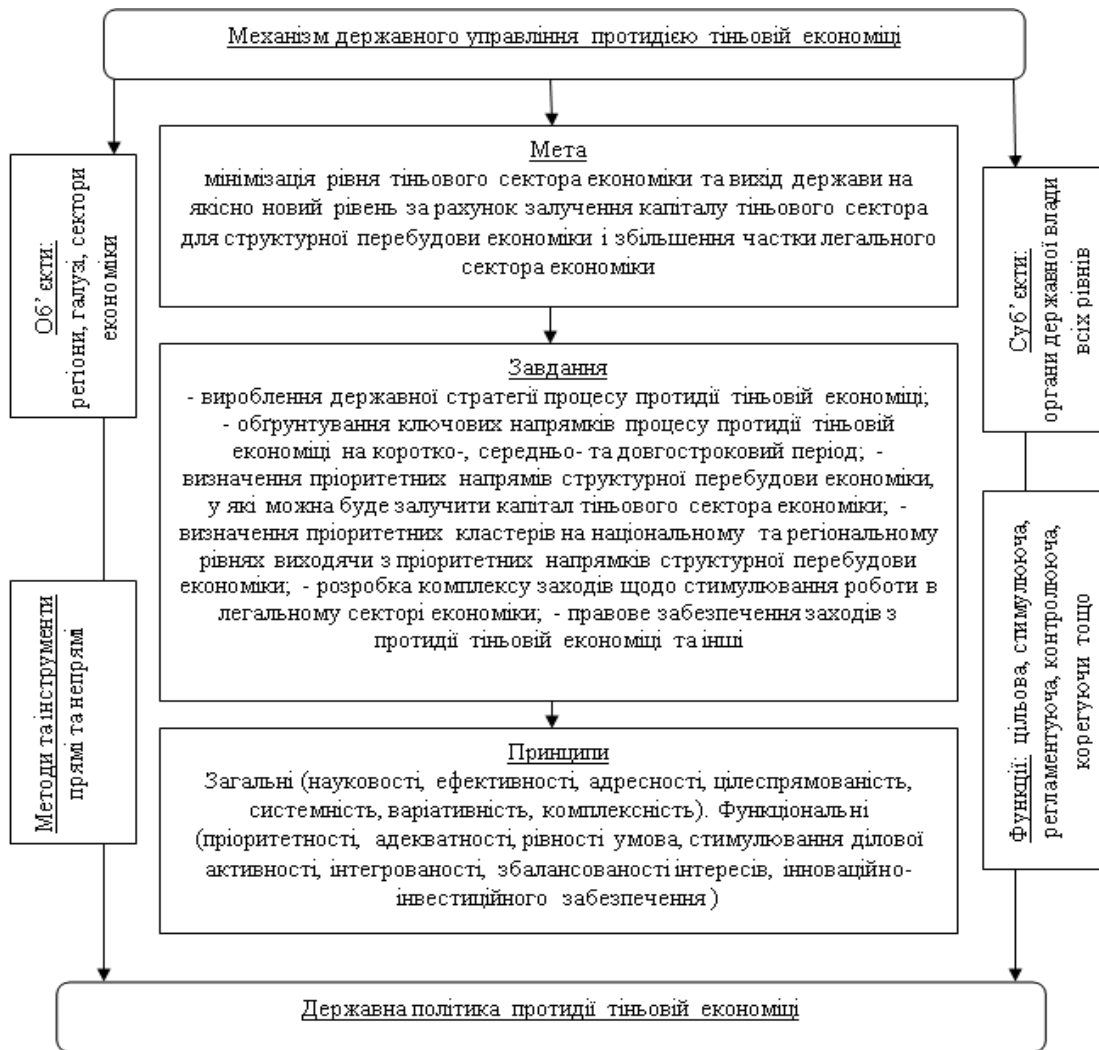 Механізм державного управління протидією тіньовій економіці
Об’єкти:
регіони, галузі, сектори
економіки
Мета
мінімізація рівня тіньового сектора економіки та вихід держави на
якісно новий рівень за рахунок залучення капіталу тіньового сектора
для структурної перебудови економіки і збільшення частки легального
сектора економіки
Суб’єкти:
органи державної влади
всіх рівнів
Завдання
- вироблення державної стратегії процесу протидії тіньовій економіці;
- обґрунтування ключових напрямків процесу протидії тіньовій
економіці на коротко-, середньо- та довгостроковий період; -
визначення пріоритетних напрямів структурної перебудови економіки,
у які можна буде залучити капітал тіньового сектора економіки; -
визначення пріоритетних кластерів на національному та регіональному
рівнях виходячи з пріоритетних напрямків структурної перебудови
економіки; - розробка комплексу заходів щодо стимулювання роботи в
легальному секторі економіки; - правове забезпечення заходів з
протидії тіньовій економіці та інші
Методи та інструменти
прямі та непрямі
Функції: цільова, стимулююча,
регламентуюча, контролююча,
корегуючи тощо
Принципи
Загальні (науковості, ефективності, адресності, цілеспрямованість,
системність, варіативність, комплексність). Функціональні
(пріоритетності, адекватності, рівності умова, стимулювання ділової
активності, інтегрованості, збалансованості інтересів, інноваційно-
інвестиційного забезпечення)
Державна політика протидії тіньовій економіці